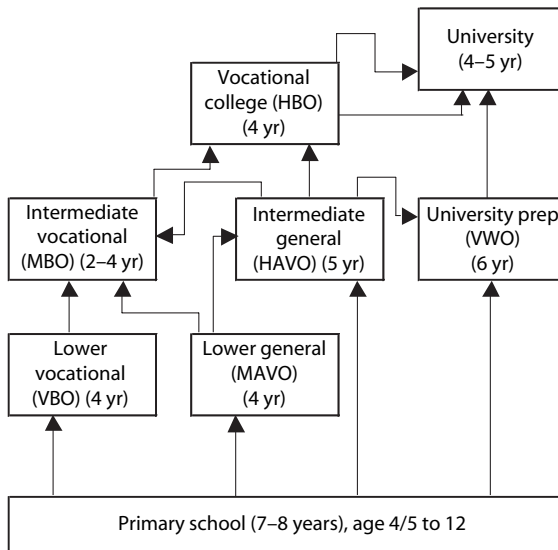 University
(4–5 yr)
Vocational
college (HBO)
(4 yr)
Intermediate
vocational
(MBO) (2–4 yr)
Intermediate
general
(HAVO) (5 yr)
University prep
(VWO)
(6 yr)
Lower
vocational
(VBO) (4 yr)
Lower general
(MAVO)
(4 yr)
Primary school (7–8 years), age 4/5 to 12